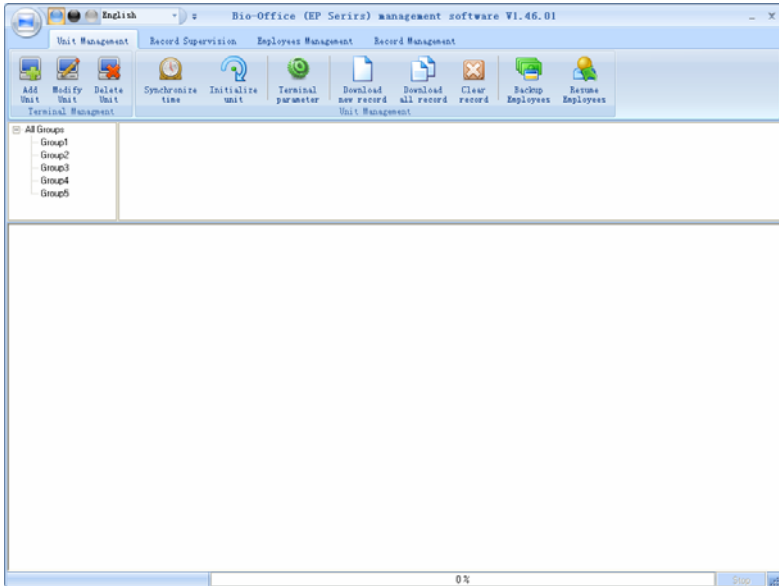 English
Bio-Office (EP Serirs) management software V1.46.01
Unit Management Record Supervision Employees Management Record Management
Add Unit
Modify Unit
Delete Unit
Synchronize time
Initialize unit
Terminal parameter
Download new record
Download all record
Clear record
Backup Employees
Resume Employees
Terminal Managment
Unit Management
All Groups
Group1
Group2
Group3
Group4
Group5
0%
Stop